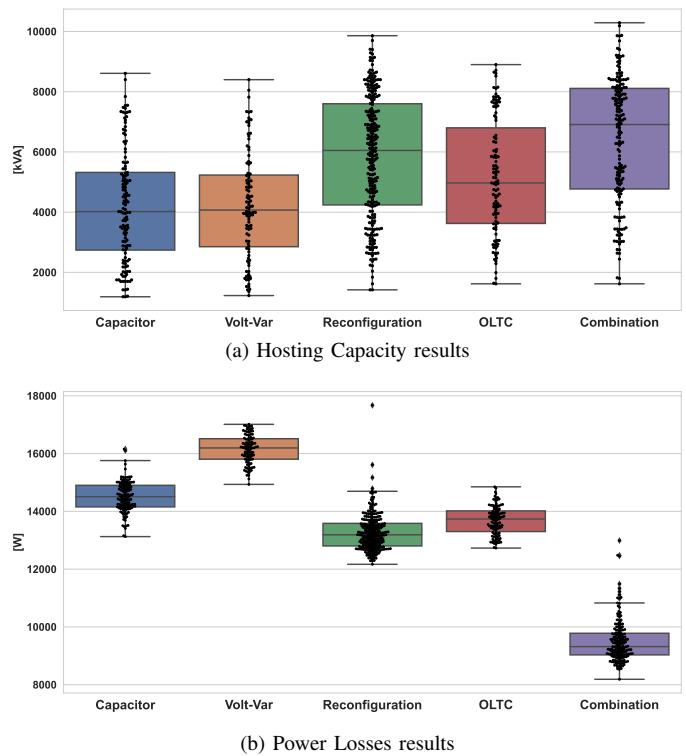 10000
8000
6000
4000
2000
[kVA]
Capacitor Volt-Var Reconfiguration OLTC Combination
(a) Hosting Capacity results
18000
16000
14000
12000
10000
8000
[W]
Capacitor Volt-Var Reconfiguration OLTC Combination
(b) Power Losses results